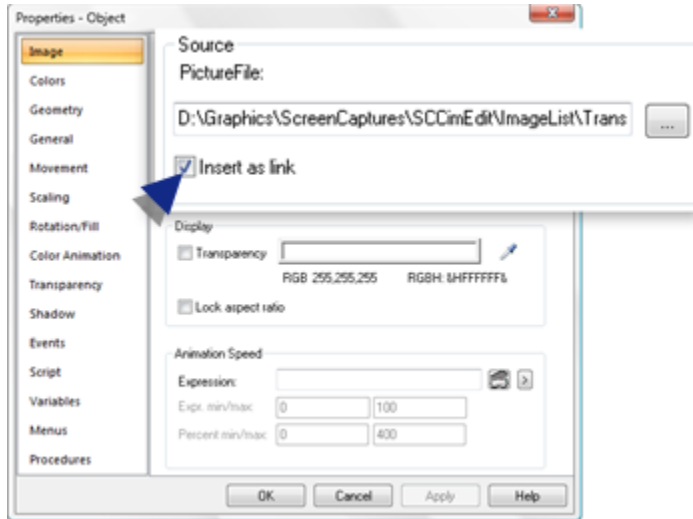 Properties - Object
Image
Colors
Geometry
General
Movement
Scaling
Rotation/Fill
Color Animation
Transparency
Shadow
Events
Script
Variables
Menus
Procedures
Source
PictureFile:
D:\Graphics\ScreenCaptures\SCCimEdit\ImageList\Trans
...
Insert as link
Display
Transparency
RGB 255,255,255 RGBH: &HFFFFFF&
Lock aspect ratio
Animation Speed
Expression:
>
Expr. min/max: 0 100
Percent min/max: 0 400
OK Cancel Apply Help